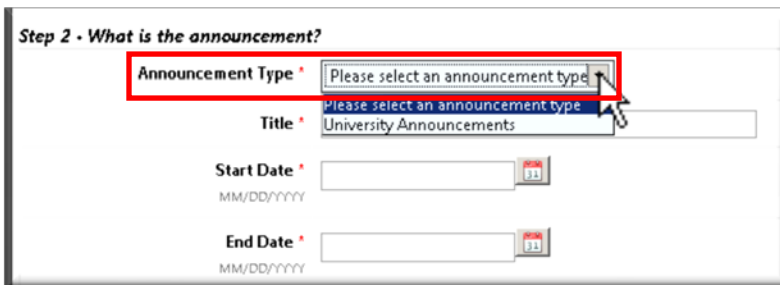 Step 2 - What is the announcement?
Announcement Type * Please select an announcement type
Please select an announcement type
Title * University Announcements
Start Date * 31
MM/DD/YYYY
End Date * 31
MM/DD/YYYY